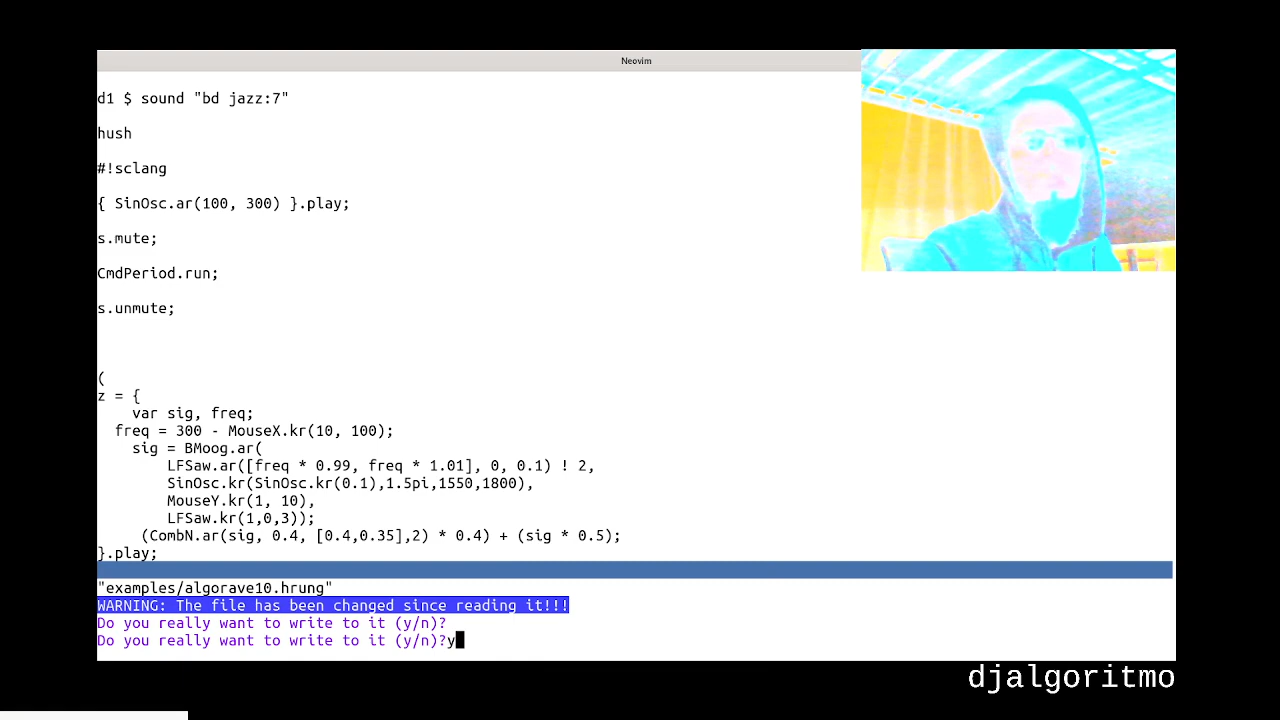 Neovim
d1 $ sound "bd jazz:7"
hush
#!sclang
{ SinOsc.ar(100, 300) }.play;
s.mute;
CmdPeriod.run;
s.unmute;
(
z = {
    var sig, freq;
  freq = 300 - MouseX.kr(10, 100);
    sig = BMoog.ar(
        LFSaw.ar([freq * 0.99, freq * 1.01], 0, 0.1) ! 2,
        SinOsc.kr(SinOsc.kr(0.1),1.5pi,1550,1800),
        MouseY.kr(1, 10),
        LFSaw.kr(1,0,3));
     (CombN.ar(sig, 0.4, [0.4,0.35],2) * 0.4) + (sig * 0.5);
}.play;
"examples/algorave10.hrung"
WARNING: The file has been changed since reading it!!!
Do you really want to write to it (y/n)?
Do you really want to write to it (y/n)?y
djalgoritmo